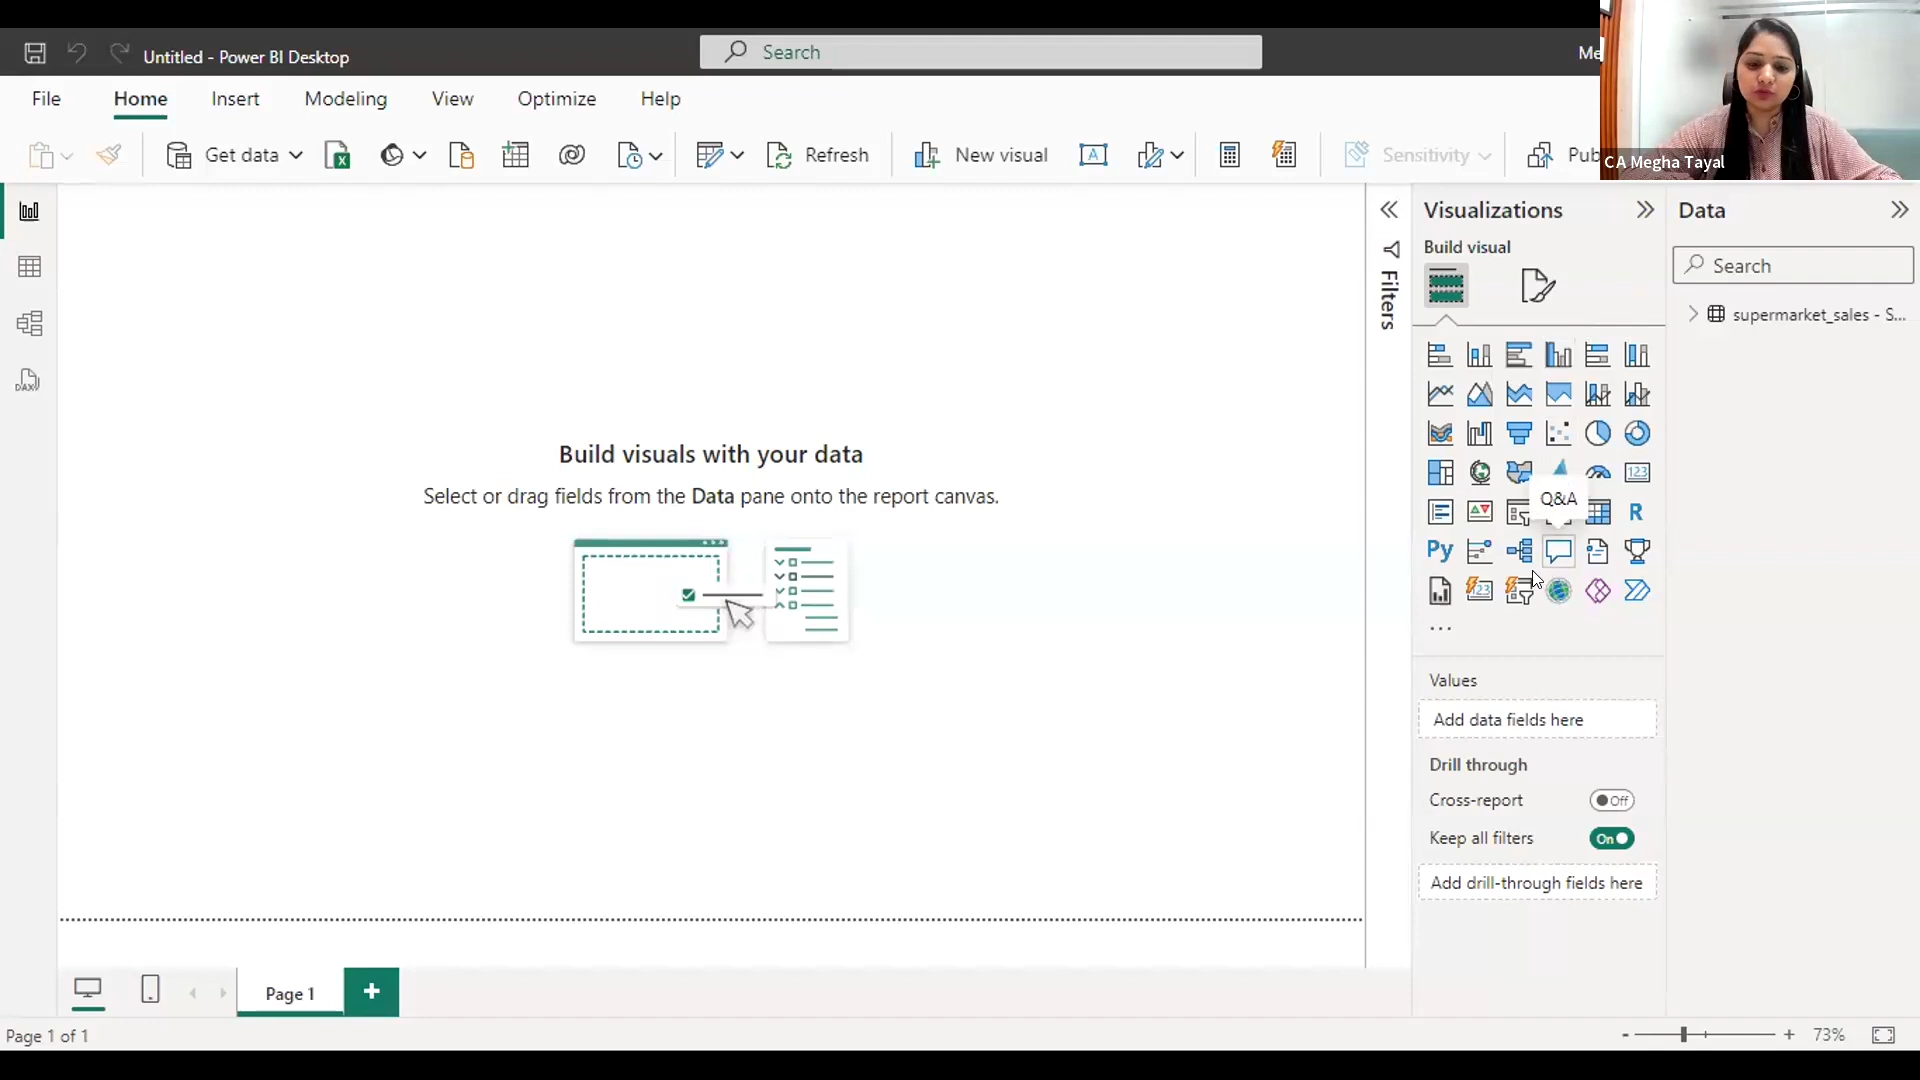 Untitled - Power BI Desktop
Search
Me
CA Megha Tayal
File Home Insert Modeling View Optimize Help
Get data
Refresh
New visual
Sensitivity
Pub
DAX
Build visuals with your data
Select or drag fields from the Data pane onto the report canvas.
Filters
Visualizations
Build visual
123
Q&A
R
Py
123
...
Values
Add data fields here
Drill through
Cross-report
Off
Keep all filters
On
Add drill-through fields here
Data
Search
supermarket_sales - S...
Page 1
+
Page 1 of 1
- + 73%